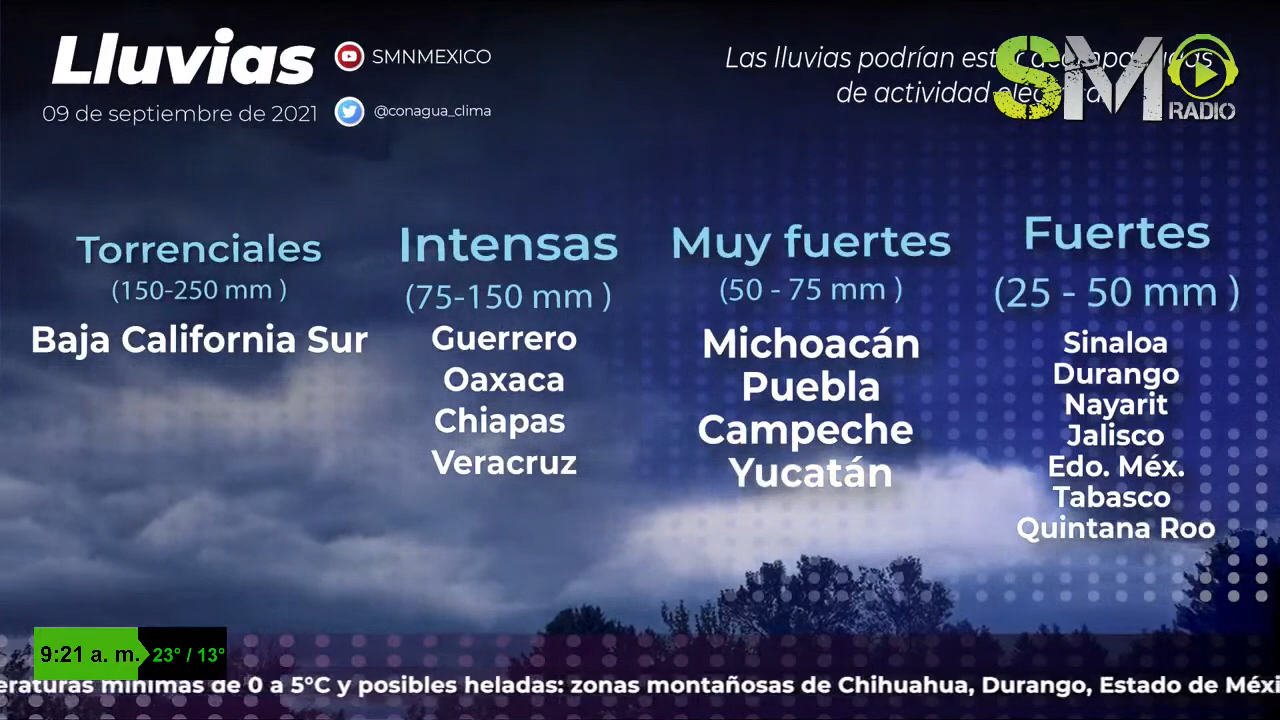 Lluvias
09 de septiembre de 2021
SMNMEXICO
@conagua_clima
Las lluvias podrían
de actividad
SM
RADIO
Torrenciales
(150-250 mm )
Baja California Sur
Intensas
(75-150 mm )
Guerrero
Oaxaca
Chiapas
Veracruz
Muy fuertes
(50 - 75 mm )
Michoacán
Puebla
Campeche
Yucatán
Fuertes
(25 - 50 mm )
Sinaloa
Durango
Nayarit
Jalisco
Edo. Méx.
Tabasco
Quintana Roo
9:21 a. m.
23° / 13°
eraturas mínimas de 0 a 5°C y posibles heladas: zonas montañosas de Chihuahua, Durango, Estado de Méxi